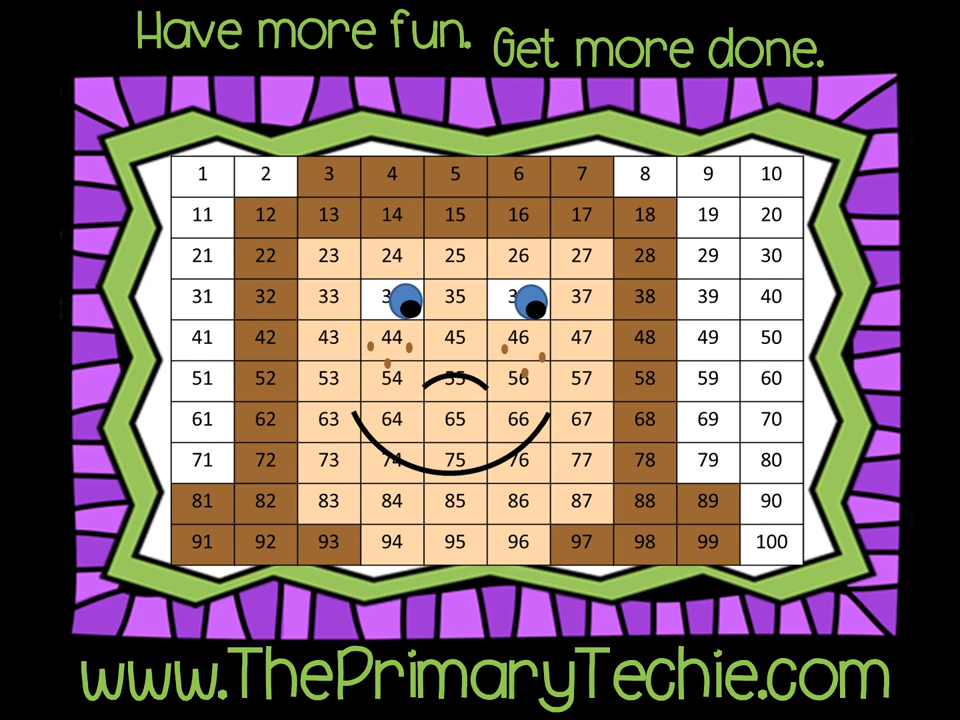 Have more fun. Get more done.
1 2 3 4 5 6 7 8 9 10
11 12 13 14 15 16 17 18 19 20
21 22 23 24 25 26 27 28 29 30
31 32 33 3 35 3 37 38 39 40
41 42 43 44 45 46 47 48 49 50
51 52 53 54 55 56 57 58 59 60
61 62 63 64 65 66 67 68 69 70
71 72 73 74 75 76 77 78 79 80
81 82 83 84 85 86 87 88 89 90
91 92 93 94 95 96 97 98 99 100
www.ThePrimaryTechie.com